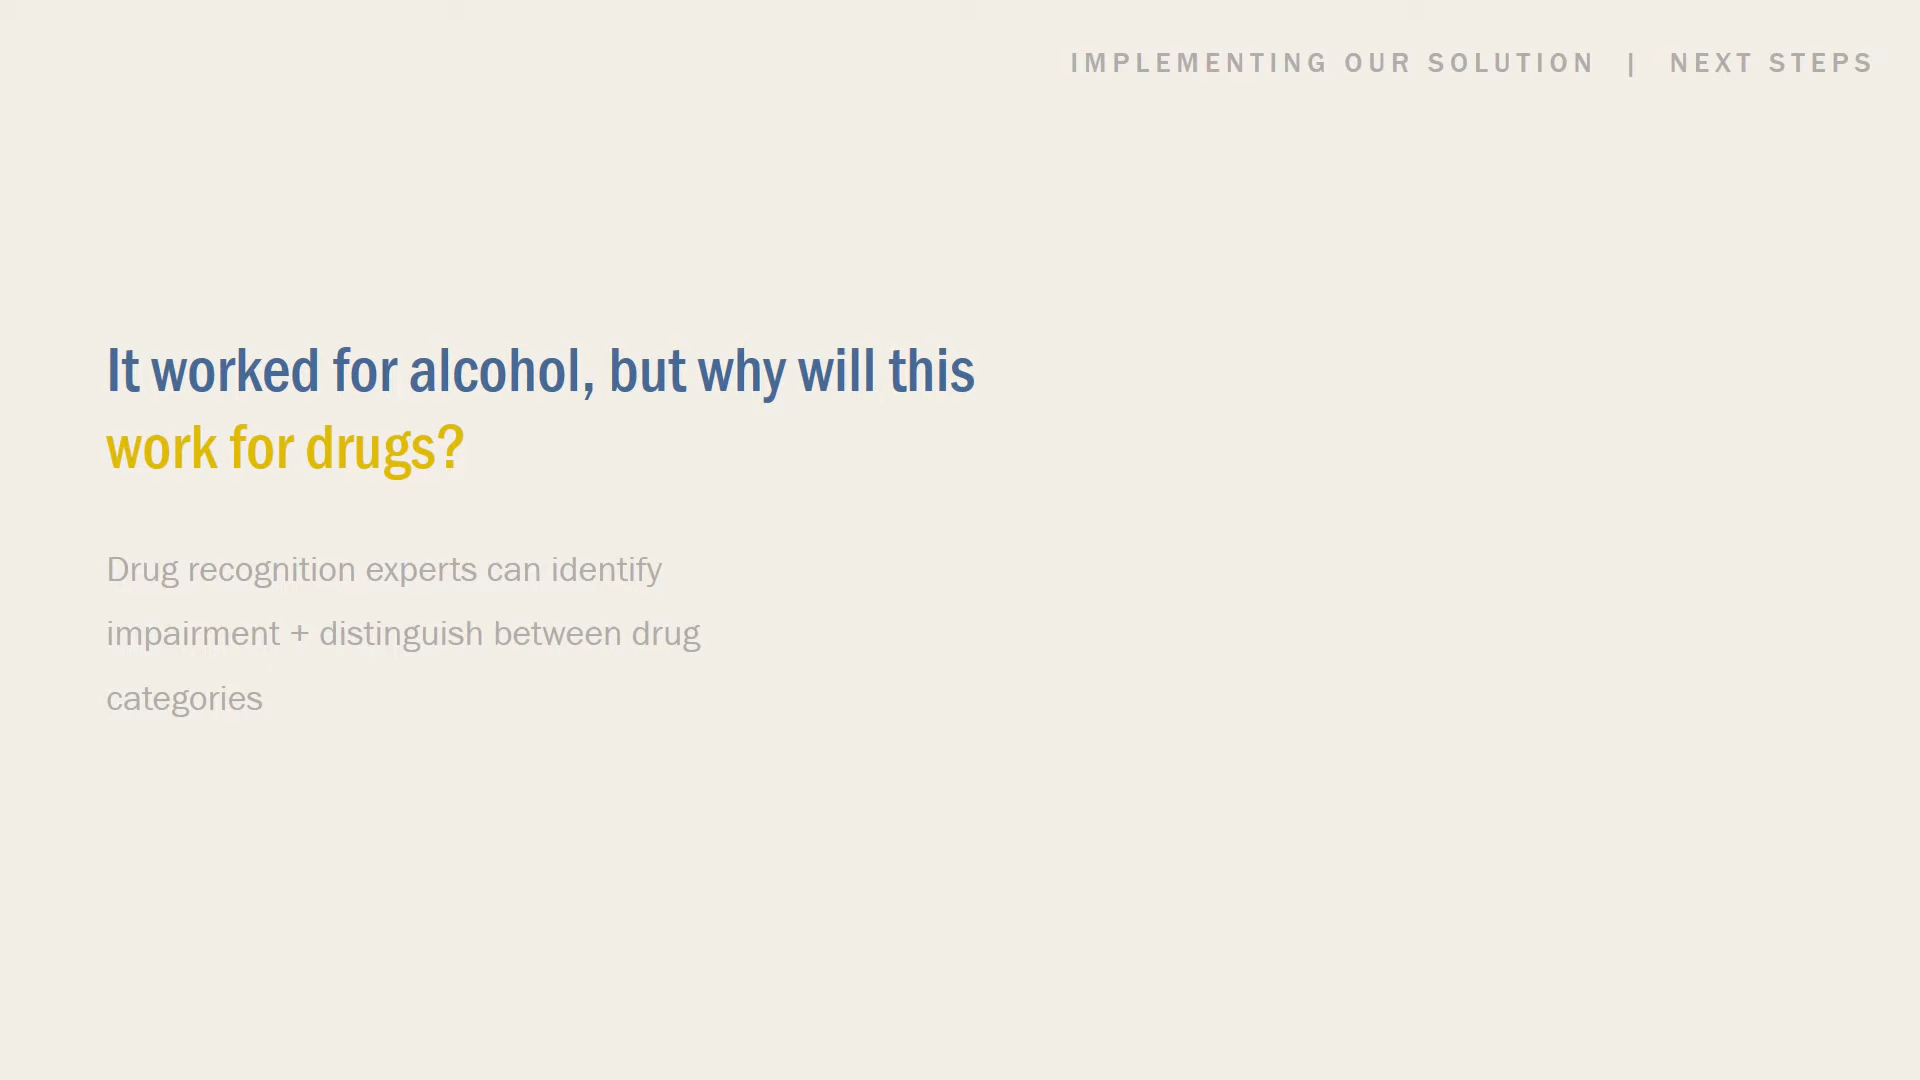 IMPLEMENTING OUR SOLUTION | NEXT STEPS
It worked for alcohol, but why will this
work for drugs?
Drug recognition experts can identify
impairment + distinguish between drug
categories